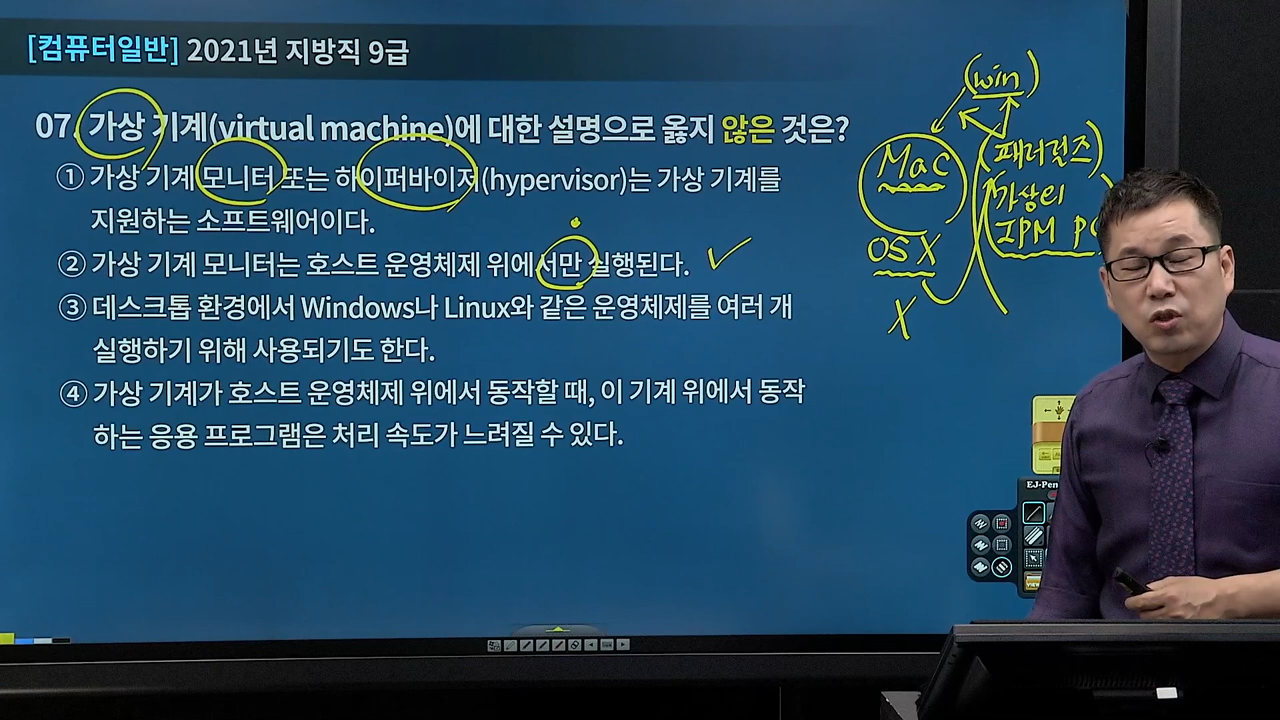 [컴퓨터일반] 2021년 지방직 9급
07. 가상 기계(virtual machine)에 대한 설명으로 옳지 않은 것은?
① 가상 기계 모니터 또는 하이퍼바이저(hypervisor)는 가상 기계를
지원하는 소프트웨어이다.
② 가상 기계 모니터는 호스트 운영체제 위에서만 실행된다.
③ 데스크톱 환경에서 Windows나 Linux와 같은 운영체제를 여러 개
실행하기 위해 사용되기도 한다.
④ 가상 기계가 호스트 운영체제 위에서 동작할 때, 이 기계 위에서 동작
하는 응용 프로그램은 처리 속도가 느려질 수 있다.
(win)
Mac
OS X
X
(패러럴즈)
가상의
IPM PC
EJ-Pen